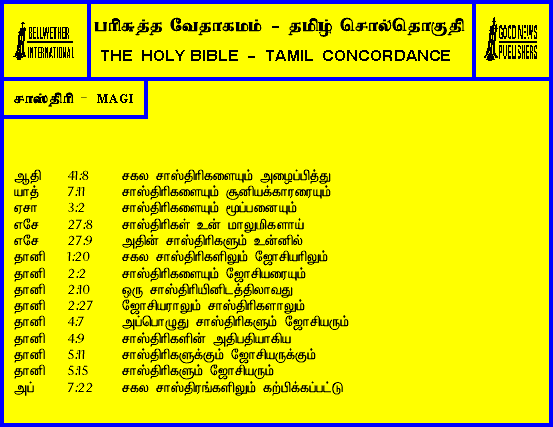 BELLWETHER
INTERNATIONAL
பரிசுத்த வேதாகமம் - தமிழ் சொல்தொகுதி
THE HOLY BIBLE - TAMIL CONCORDANCE
GOOD NEWS
PUBLISHERS
சாஸ்திரி - MAGI
ஆதி 41:8 சகல சாஸ்திரிகளையும் அழைப்பித்து
யாத் 7:11 சாஸ்திரிகளையும் சூனியக்காரரையும்
ஏசா 3:2 சாஸ்திரிகளையும் மூப்பனையும்
எசே 27:8 சாஸ்திரிகள் உன் மாலுமிகளாய்
எசே 27:9 அதின் சாஸ்திரிகளும் உன்னில்
தானி 1:20 சகல சாஸ்திரிகளிலும் ஜோசியரிலும்
தானி 2:2 சாஸ்திரிகளையும் ஜோசியரையும்
தானி 2:10 ஒரு சாஸ்திரியினிடத்திலாவது
தானி 2:27 ஜோசியராலும் சாஸ்திரிகளாலும்
தானி 4:7 அப்பொழுது சாஸ்திரிகளும் ஜோசியரும்
தானி 4:9 சாஸ்திரிகளின் அதிபதியாகிய
தானி 5:11 சாஸ்திரிகளுக்கும் ஜோசியருக்கும்
தானி 5:15 சாஸ்திரிகளும் ஜோசியரும்
அப் 7:22 சகல சாஸ்திரங்களிலும் கற்பிக்கப்பட்டு